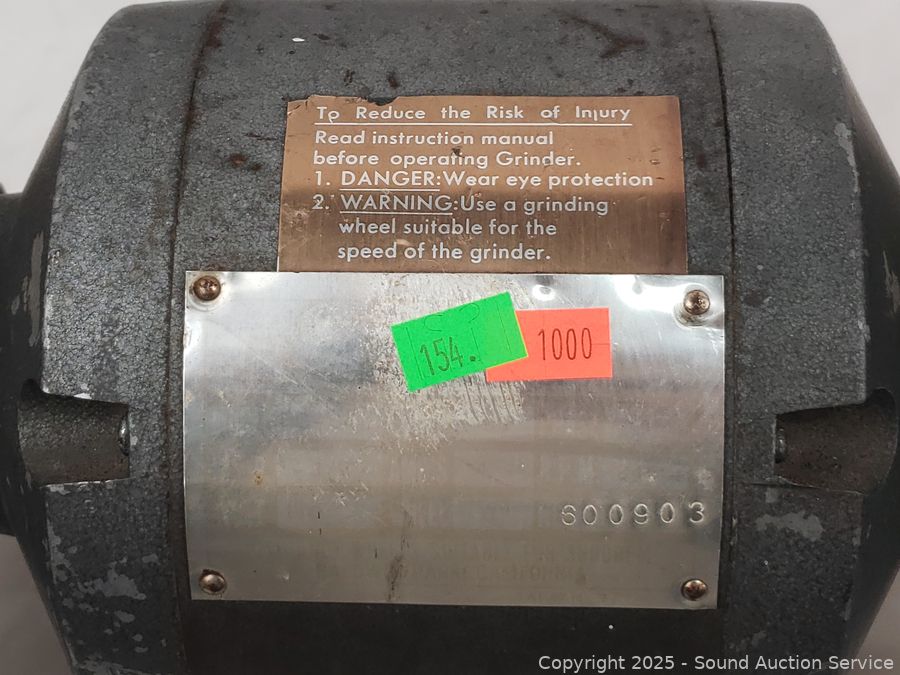 To Reduce the Risk of Injury
Read instruction manual
before operating Grinder.
1. DANGER:Wear eye protection
2. WARNING:Use a grinding
wheel suitable for the
speed of the grinder.
154.
1000
600903
Copyright 2025 - Sound Auction Service